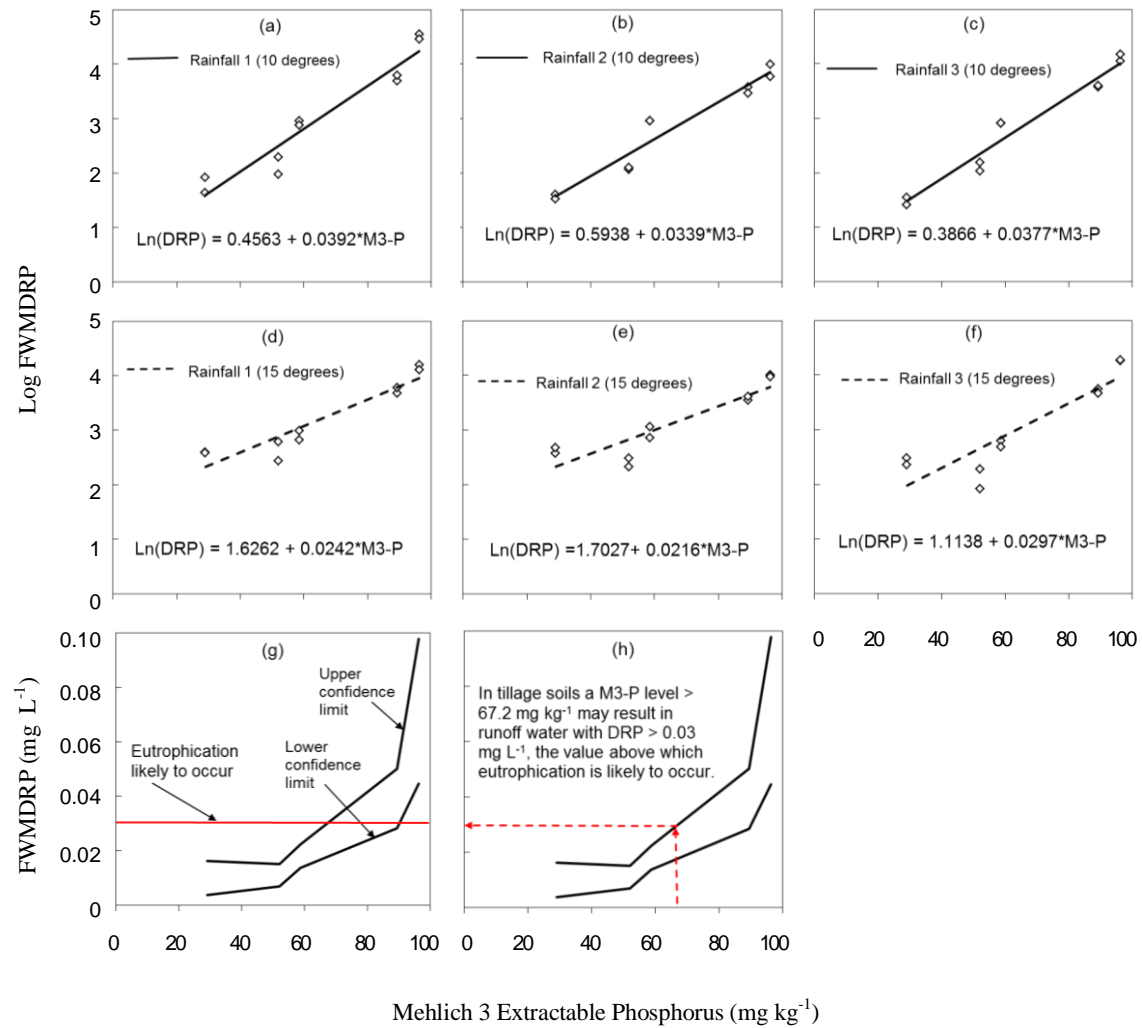 (a)
Rainfall 1 (10 degrees)
Ln(DRP) = 0.4563 + 0.0392*M3-P
5
4
3
2
1
0
(b)
Rainfall 2 (10 degrees)
Ln(DRP) = 0.5938 + 0.0339*M3-P
(c)
Rainfall 3 (10 degrees)
Ln(DRP) = 0.3866 + 0.0377*M3-P
Log FWMDRP
(d)
Rainfall 1 (15 degrees)
Ln(DRP) = 1.6262 + 0.0242*M3-P
5
4
3
2
1
0
(e)
Rainfall 2 (15 degrees)
Ln(DRP) =1.7027+ 0.0216*M3-P
(f)
Rainfall 3 (15 degrees)
Ln(DRP) = 1.1138 + 0.0297*M3-P
0 20 40 60 80 100
FWMDRP (mg L-1)
0.10
0.08
0.06
0.04
0.02
0
(g)
Upper
confidence
limit
Eutrophication
likely to occur
Lower
confidence
limit
0 20 40 60 80 100
(h)
In tillage soils a M3-P level >
67.2 mg kg-1 may result in
runoff water with DRP > 0.03
mg L-1, the value above which
eutrophication is likely to occur.
0 20 40 60 80 100
Mehlich 3 Extractable Phosphorus (mg kg-1)